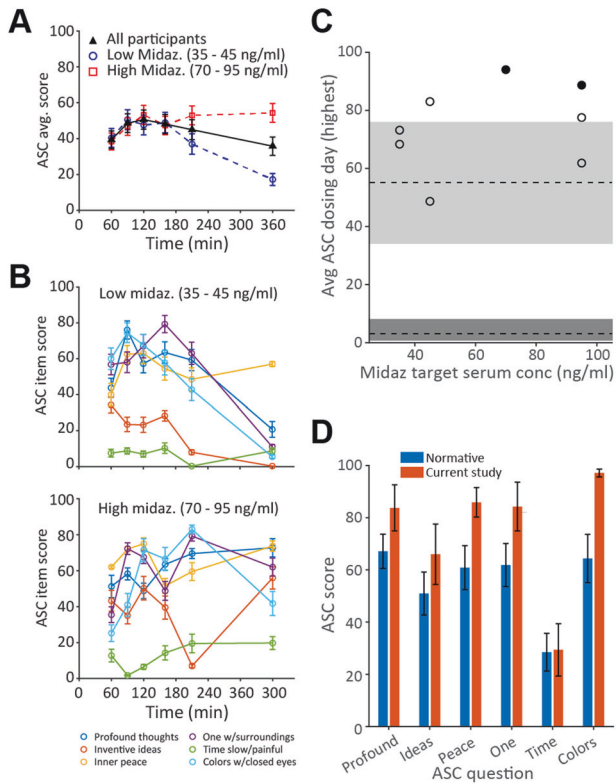 A
All participants
Low Midaz. (35 - 45 ng/ml)
High Midaz. (70 - 95 ng/ml)
ASC avg. score
100
80
60
40
20
0
0 60 120 180 240 300 360
Time (min)
B
Low midaz. (35 - 45 ng/ml)
ASC item score
100
80
60
40
20
0
High midaz. (70 - 95 ng/ml)
ASC item score
100
80
60
40
20
0
0 60 120 180 240 300 360
Time (min)
Profound thoughts
Inventive ideas
Inner peace
One w/surroundings
Time slow/painful
Colors w/closed eyes
C
Avg ASC dosing day (highest)
100
80
60
40
20
0
40 60 80 100
Midaz target serum conc (ng/ml)
D
Normative
Current study
ASC score
100
80
60
40
20
0
Profound
Ideas
Peace
One
Time
Colors
ASC question